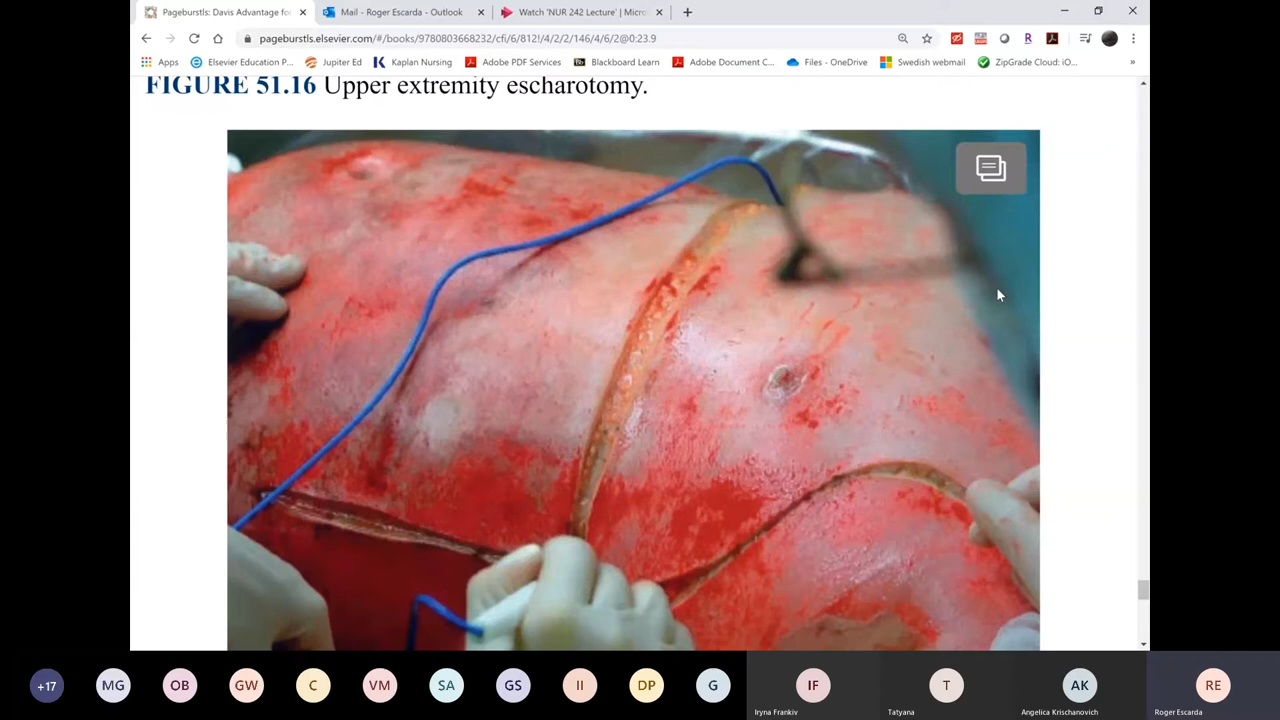 Pageburstls: Davis Advantage for
Mail - Roger Escarda - Outlook
Watch 'NUR 242 Lecture' | Micro
pageburstls.elsevier.com/#/books/9780803668232/cfi/6/812!/4/2/2/146/4/6/2@0:23.9
Apps
Elsevier Education P...
Jupiter Ed
Kaplan Nursing
Adobe PDF Services
Bb
Blackboard Learn
Adobe Document C...
Files - OneDrive
Swedish webmail
ZipGrade Cloud: iO...
FIGURE 51.16 Upper extremity escharotomy.
+17
MG
OB
GW
C
VM
SA
GS
II
DP
G
IF
Iryna Frankiv
T
Tatyana
AK
Angelica Krischanovich
RE
Roger Escarda